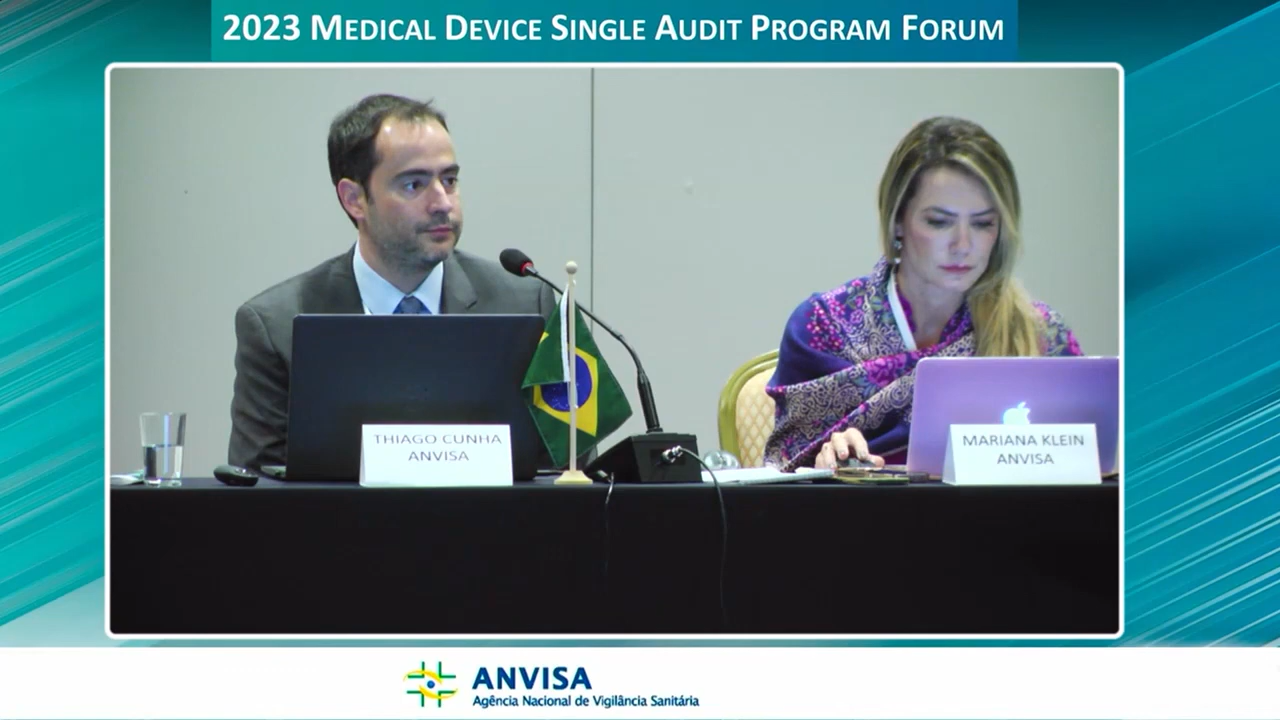 2023 MEDICAL DEVICE SINGLE AUDIT PROGRAM FORUM
THIAGO CUNHA
ANVISA
MARIANA KLEIN
ANVISA
ANVISA
Agência Nacional de Vigilância Sanitária